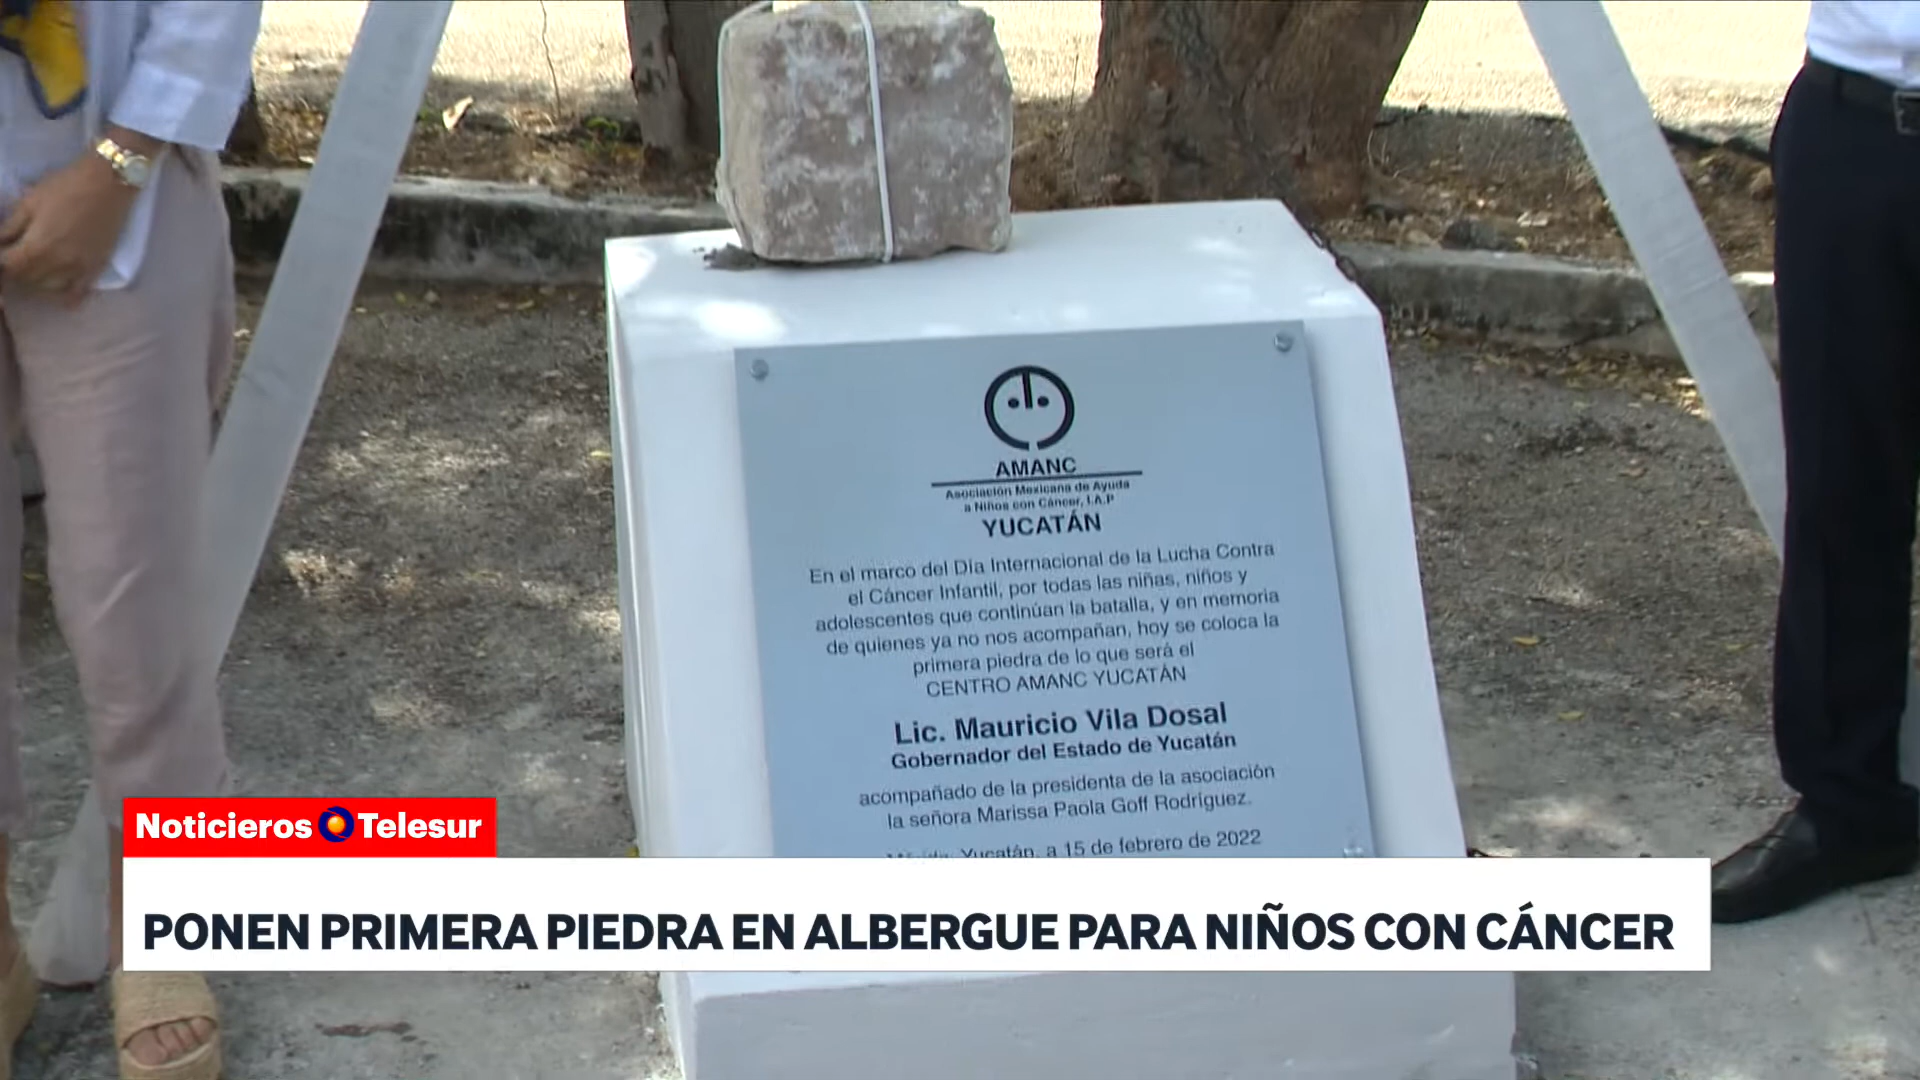 AMANC
Asociación Mexicana de Ayuda
a Niños con Cáncer, I.A.P
YUCATÁN
En el marco del Día Internacional de la Lucha Contra
el Cáncer Infantil, por todas las niñas, niños y
adolescentes que continúan la batalla, y en memoria
de quienes ya no nos acompañan, hoy se coloca la
primera piedra de lo que será el
CENTRO AMANC YUCATÁN
Lic. Mauricio Vila Dosal
Gobernador del Estado de Yucatán
acompañado de la presidenta de la asociación
la señora Marissa Paola Goff Rodríguez.
Mérida, Yucatán, a 15 de febrero de 2022
Noticieros Telesur
PONEN PRIMERA PIEDRA EN ALBERGUE PARA NIÑOS CON CÁNCER